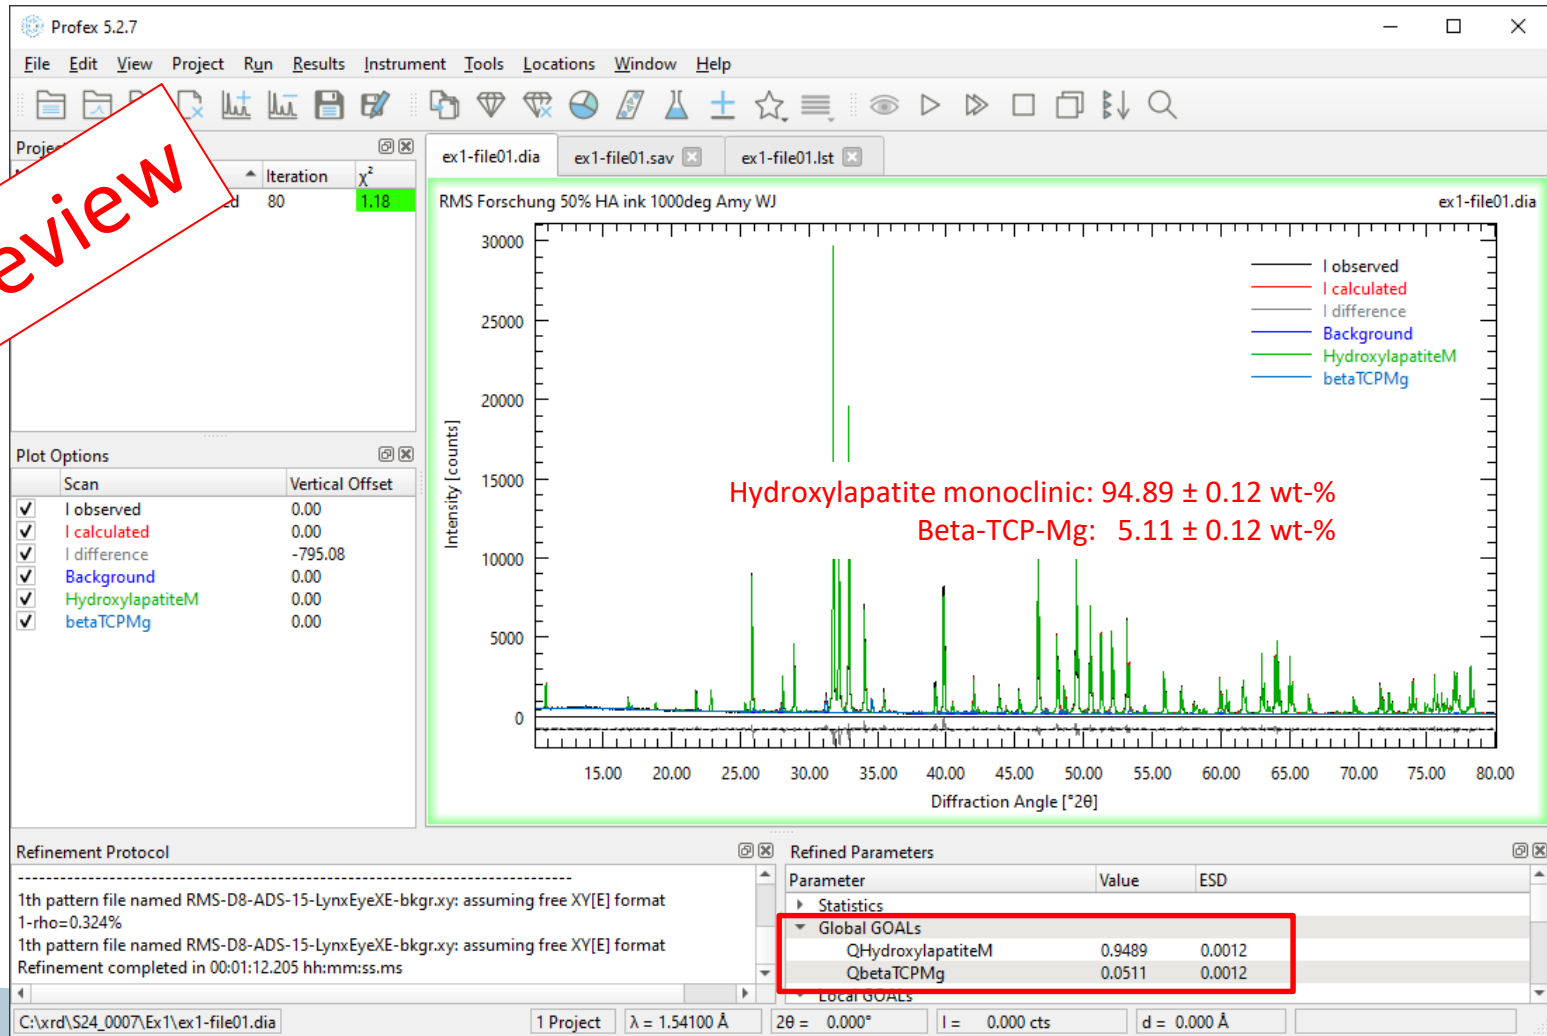 Profex 5.2.7
File Edit View Project Run Results Instrument Tools Locations Window Help
Iteration χ²
80 1.18
ex1-file01.dia ex1-file01.sav ex1-file01.lst
RMS Forschung 50% HA ink 1000deg Amy WJ ex1-file01.dia
30000
25000
20000
15000
10000
5000
0
Intensity [counts]
I observed
I calculated
I difference
Background
HydroxylapatiteM
betaTCPMg
Hydroxylapatite monoclinic: 94.89 ± 0.12 wt-%
Beta-TCP-Mg: 5.11 ± 0.12 wt-%
15.00 20.00 25.00 30.00 35.00 40.00 45.00 50.00 55.00 60.00 65.00 70.00 75.00 80.00
Diffraction Angle [°2θ]
Plot Options
Scan Vertical Offset
I observed 0.00
I calculated 0.00
I difference -795.08
Background 0.00
HydroxylapatiteM 0.00
betaTCPMg 0.00
Refinement Protocol
--------------------------------------------------------------------------------
1th pattern file named RMS-D8-ADS-15-LynxEyeXE-bkgr.xy: assuming free XY[E] format
1-rho=0.324%
1th pattern file named RMS-D8-ADS-15-LynxEyeXE-bkgr.xy: assuming free XY[E] format
Refinement completed in 00:01:12.205 hh:mm:ss.ms
Refined Parameters
Parameter Value ESD
Statistics
Global GOALs
QHydroxylapatiteM 0.9489 0.0012
QbetaTCPMg 0.0511 0.0012
Local GOALs
C:\xrd\S24_0007\Ex1\ex1-file01.dia 1 Project λ = 1.54100 Å 2θ = 0.000° I = 0.000 cts d = 0.000 Å